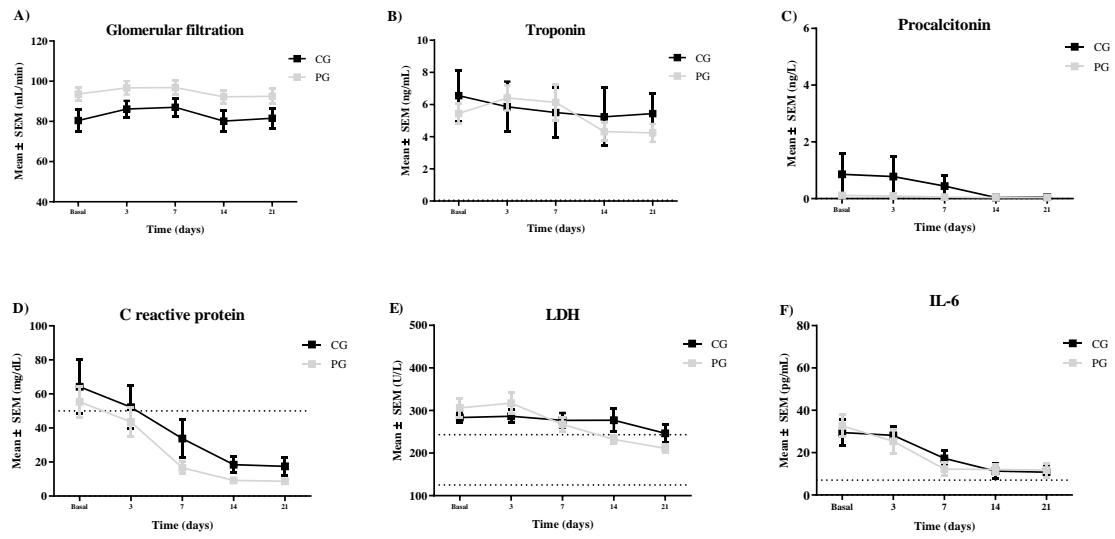 A)
Glomerular filtration
Mean ± SEM (mL/min)
120
100
80
60
40
Basal 3 7 14 21
Time (days)
CG
PG
B)
Troponin
Mean ± SEM (ng/mL)
10
8
6
4
2
0
Basal 3 7 14 21
Time (days)
CG
PG
C)
Procalcitonin
Mean ± SEM (ng/L)
6
4
2
0
Basal 3 7 14 21
Time (days)
CG
PG
D)
C reactive protein
Mean ± SEM (mg/dL)
100
80
60
40
20
0
Basal 3 7 14 21
Time (days)
CG
PG
E)
LDH
Mean ± SEM (U/L)
500
400
300
200
100
Basal 3 7 14 21
Time (days)
CG
PG
F)
IL-6
Mean ± SEM (pg/mL)
80
60
40
20
0
Basal 3 7 14 21
Time (days)
CG
PG